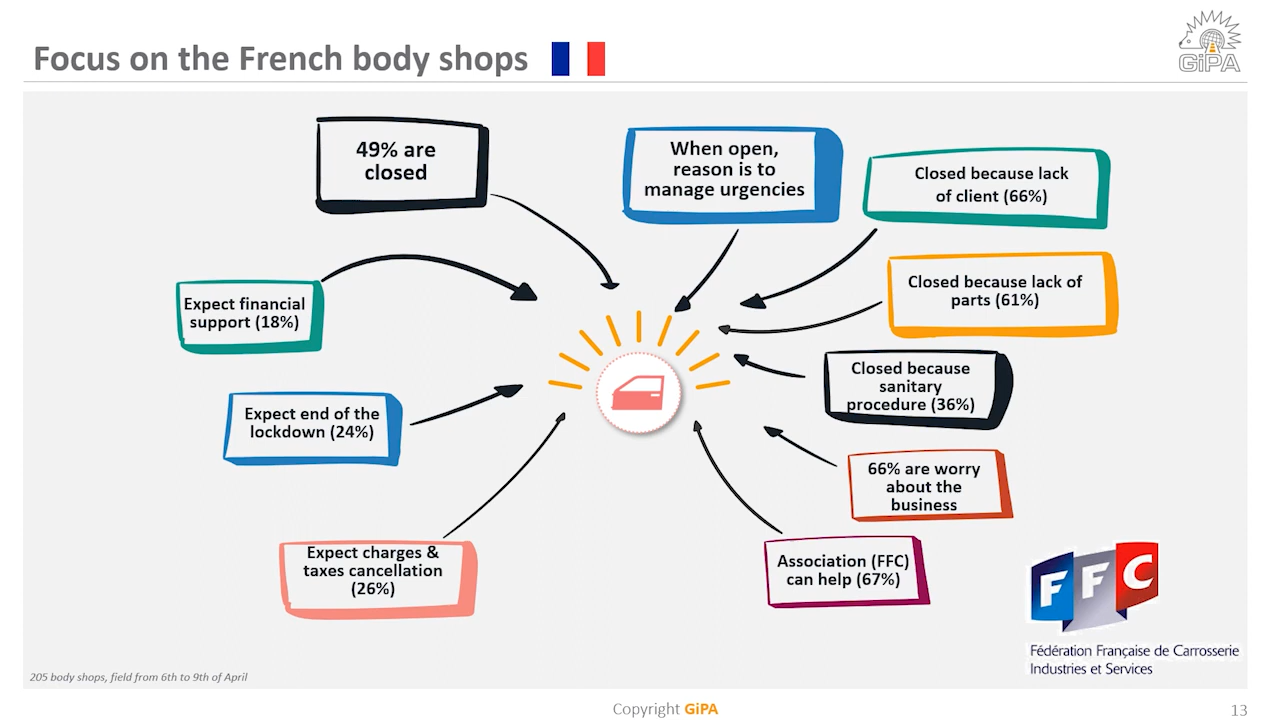 Focus on the French body shops
GiPA
49% are
closed
When open,
reason is to
manage urgencies
Closed because lack
of client (66%)
Expect financial
support (18%)
Closed because lack of
parts (61%)
Closed because
sanitary
procedure (36%)
Expect end of the
lockdown (24%)
66% are worry
about the
business
Expect charges &
taxes cancellation
(26%)
Association (FFC)
can help (67%)
FFC
Fédération Française de Carrosserie
Industries et Services
205 body shops, field from 6th to 9th of April
Copyright GiPA
13